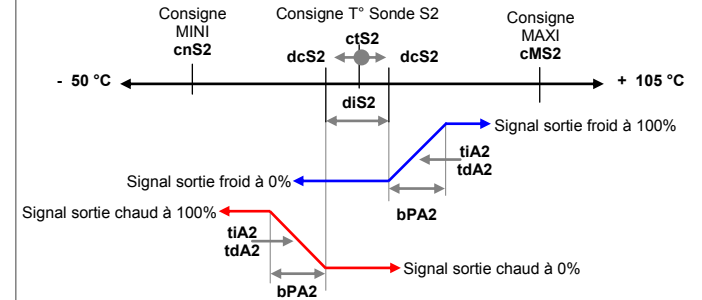 Consigne
MINI
cnS2
Consigne T° Sonde S2
ctS2
dcS2
dcS2
Consigne
MAXI
cMS2
- 50 °C
+ 105 °C
diS2
Signal sortie froid à 100%
tiA2
tdA2
Signal sortie froid à 0%
bPA2
Signal sortie chaud à 100%
tiA2
tdA2
Signal sortie chaud à 0%
bPA2